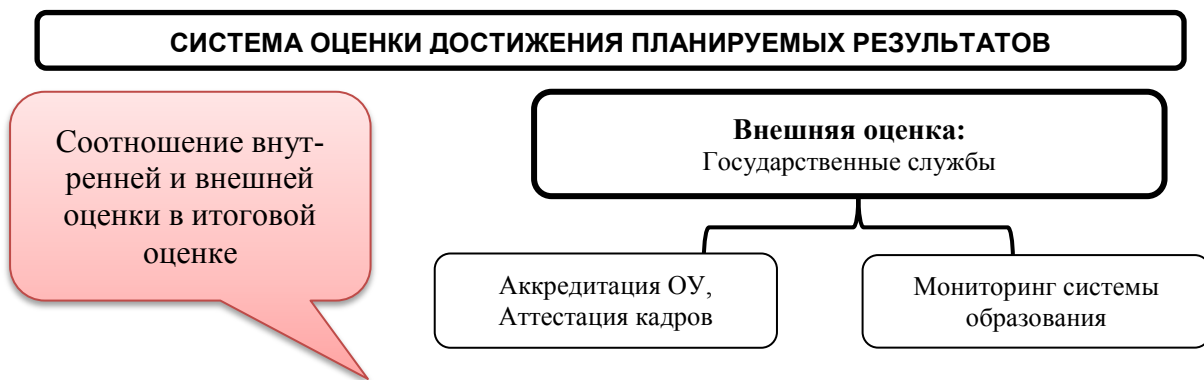 СИСТЕМА ОЦЕНКИ ДОСТИЖЕНИЯ ПЛАНИРУЕМЫХ РЕЗУЛЬТАТОВ
Соотношение внут-
ренней и внешней
оценки в итоговой
оценке
Внешняя оценка:
Государственные службы
Аккредитация ОУ,
Аттестация кадров
Мониторинг системы
образования